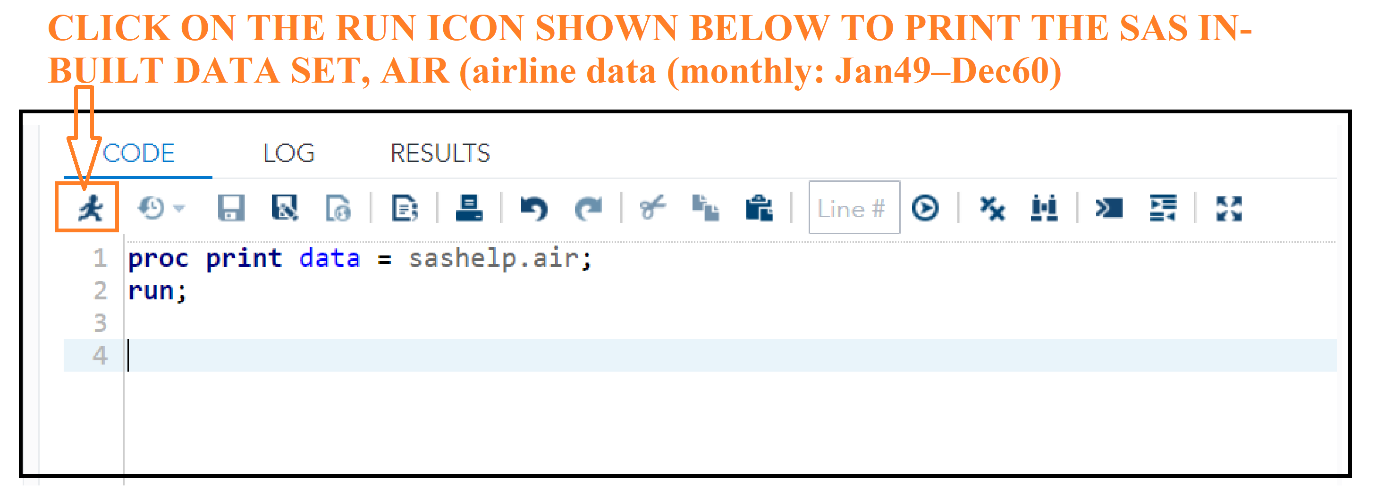 CLICK ON THE RUN ICON SHOWN BELOW TO PRINT THE SAS IN-
BUILT DATA SET, AIR (airline data (monthly: Jan49–Dec60)
CODE LOG RESULTS
Line #
1 proc print data = sashelp.air;
2 run;
3
4